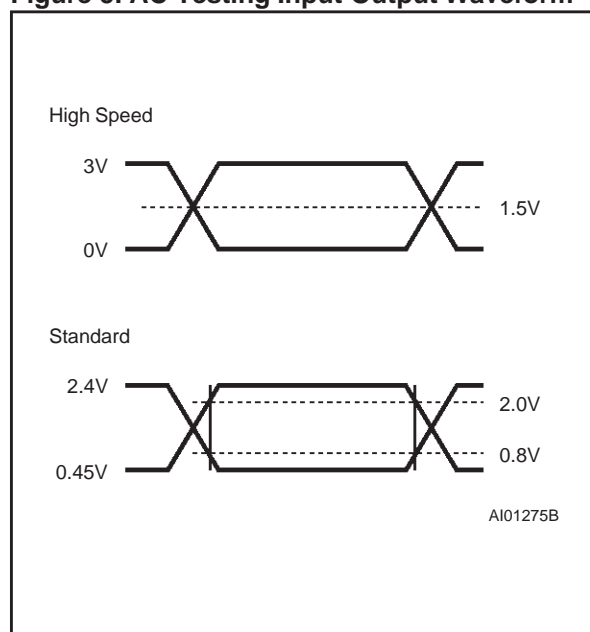 Figure AC Testing Input Output Waveform
High Speed
3V
1.5V
0V
Standard
2.4V
2.0V
0.8V
0.45V
AI01275B